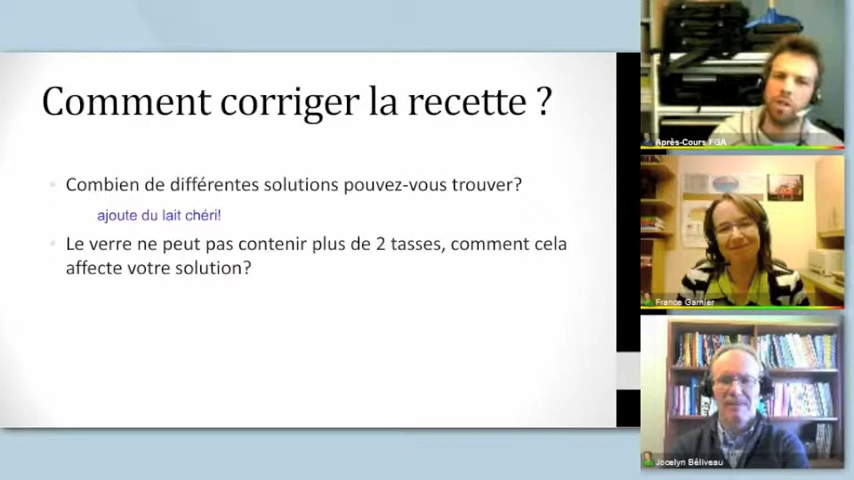 Comment corriger la recette ?
Combien de différentes solutions pouvez-vous trouver?
ajoute du lait chéri!
Le verre ne peut pas contenir plus de 2 tasses, comment cela
affecte votre solution?
Après-Cours FGA
France Garnier
Jocelyn Béliveau